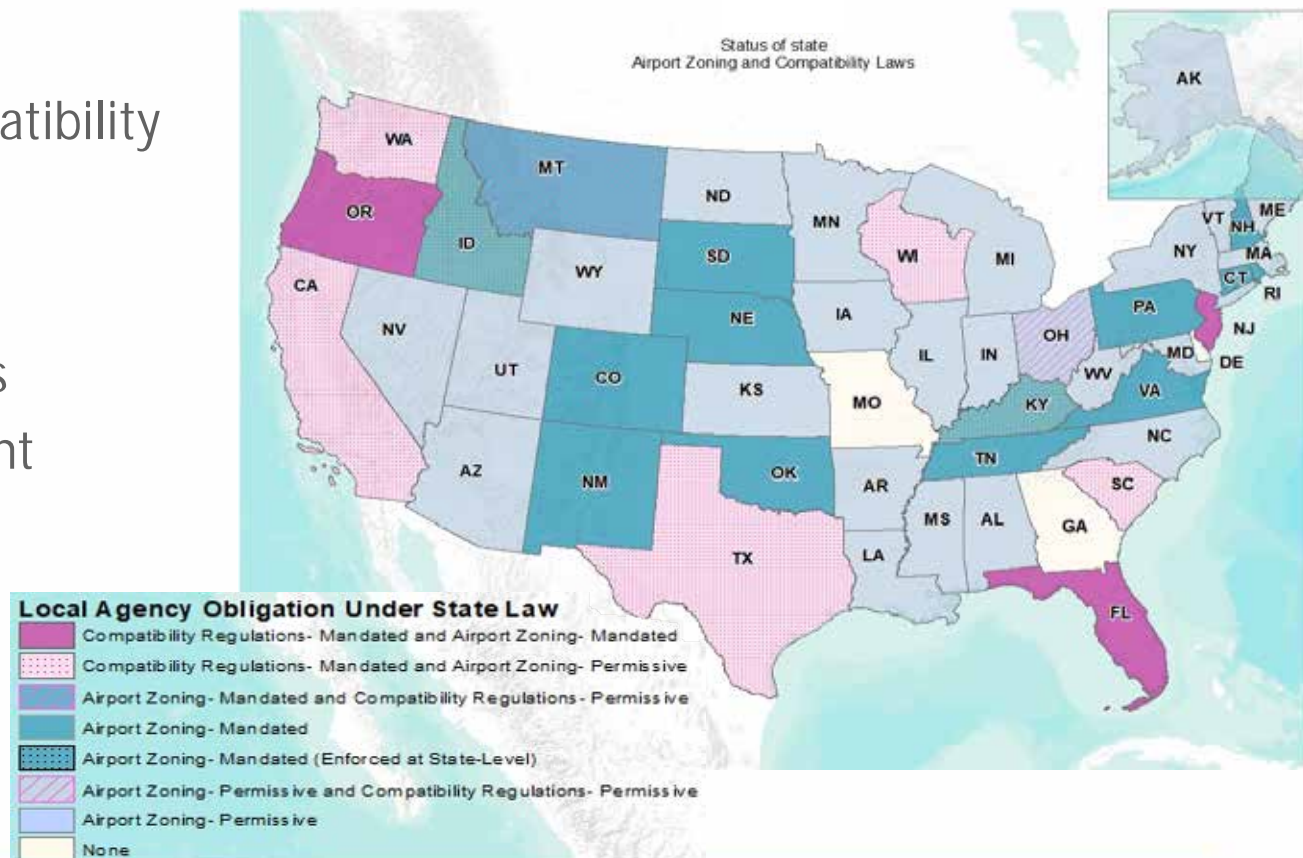 atibility
s
nt
Status of state
Airport Zoning and Compatibility Laws
AK
WA
MT
ND
MN
VT
ME
NH
OR
ID
SD
WI
MI
NY
MA
WY
CT
RI
CA
NE
IA
PA
NV
IL
IN
OH
NJ
UT
CO
MD
DE
WV
KS
MO
VA
KY
NC
AZ
NM
OK
TN
AR
SC
MS
AL
GA
TX
LA
FL
Local Agency Obligation Under State Law
Compatibility Regulations- Mandated and Airport Zoning- Mandated
Compatibility Regulations- Mandated and Airport Zoning- Permissive
Airport Zoning- Mandated and Compatibility Regulations- Permissive
Airport Zoning- Mandated
Airport Zoning- Mandated (Enforced at State-Level)
Airport Zoning- Permissive and Compatibility Regulations- Permissive
Airport Zoning- Permissive
None